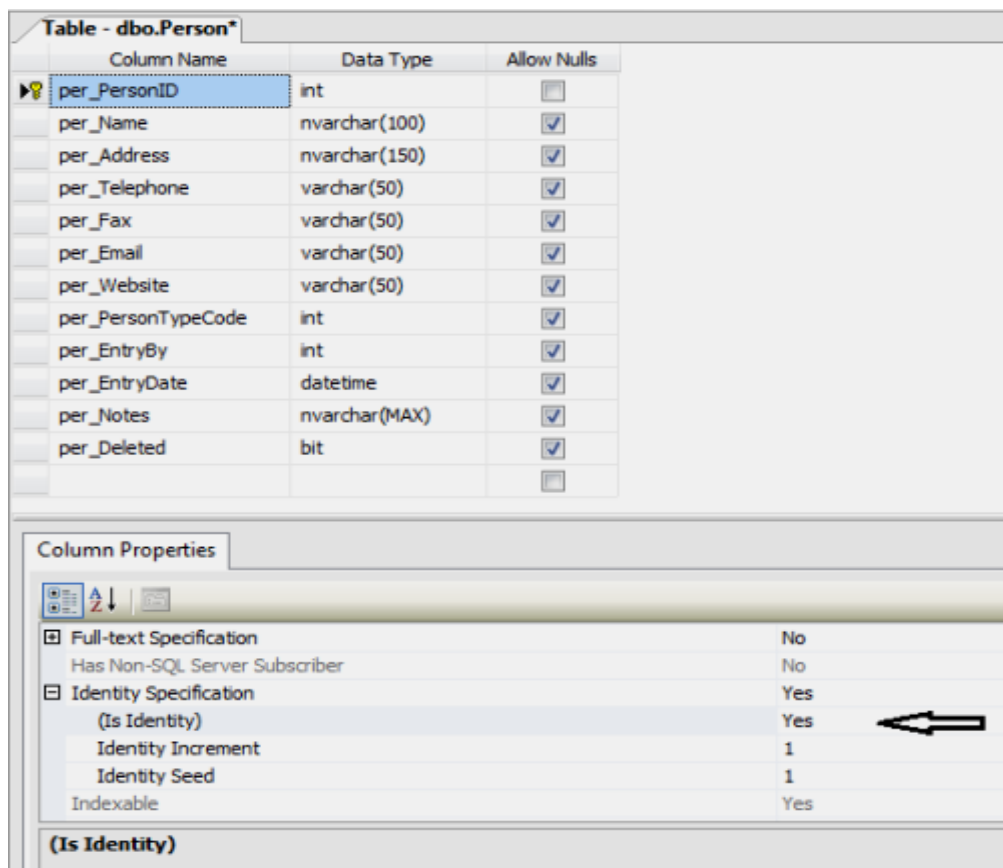 Table - dbo.Person*
Column Name Data Type Allow Nulls
per_PersonID int
per_Name nvarchar(100)
per_Address nvarchar(150)
per_Telephone varchar(50)
per_Fax varchar(50)
per_Email varchar(50)
per_Website varchar(50)
per_PersonTypeCode int
per_EntryBy int
per_EntryDate datetime
per_Notes nvarchar(MAX)
per_Deleted bit
Column Properties
A
Z
Full-text Specification No
Has Non-SQL Server Subscriber No
Identity Specification Yes
(Is Identity) Yes
Identity Increment 1
Identity Seed 1
Indexable Yes
(Is Identity)